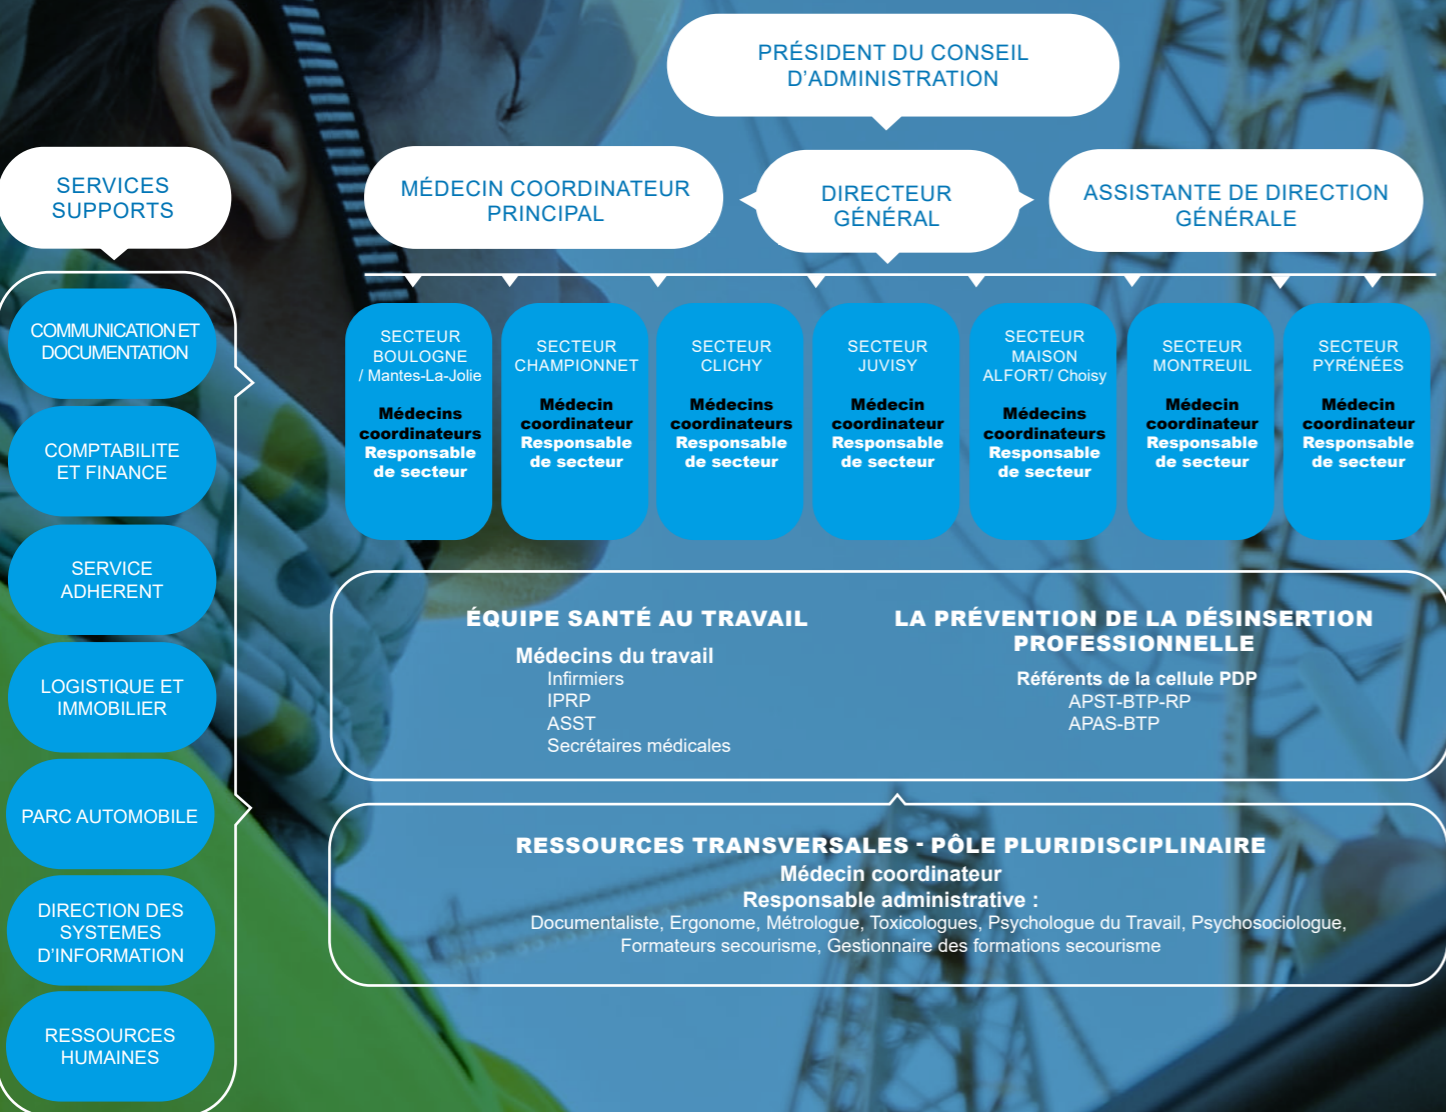 PRÉSIDENT DU CONSEIL
D'ADMINISTRATION
SERVICES
SUPPORTS
MÉDECIN COORDINATEUR
PRINCIPAL
DIRECTEUR
GÉNÉRAL
ASSISTANTE DE DIRECTION
GÉNÉRALE
COMMUNICATION ET
DOCUMENTATION
COMPTABILITE
ET FINANCE
SERVICE
ADHERENT
LOGISTIQUE ET
IMMOBILIER
PARC AUTOMOBILE
DIRECTION DES
SYSTEMES
D'INFORMATION
RESSOURCES
HUMAINES
SECTEUR
BOULOGNE
/ Mantes-La-Jolie
Médecins
coordinateurs
Responsable
de secteur
SECTEUR
CHAMPIONNET
Médecin
coordinateur
Responsable
de secteur
SECTEUR
CLICHY
Médecins
coordinateurs
Responsable
de secteur
SECTEUR
JUVISY
Médecin
coordinateur
Responsable
de secteur
SECTEUR
MAISON
ALFORT/ Choisy
Médecins
coordinateurs
Responsable
de secteur
SECTEUR
MONTREUIL
Médecin
coordinateur
Responsable
de secteur
SECTEUR
PYRÉNÉES
Médecin
coordinateur
Responsable
de secteur
ÉQUIPE SANTÉ AU TRAVAIL
Médecins du travail
Infirmiers
IPRP
ASST
Secrétaires médicales
LA PRÉVENTION DE LA DÉSINSERTION
PROFESSIONNELLE
Référents de la cellule PDP
APST-BTP-RP
APAS-BTP
RESSOURCES TRANSVERSALES - PÔLE PLURIDISCIPLINAIRE
Médecin coordinateur
Responsable administrative :
Documentaliste, Ergonome, Métrologue, Toxicologues, Psychologue du Travail, Psychosociologue,
Formateurs secourisme, Gestionnaire des formations secourisme